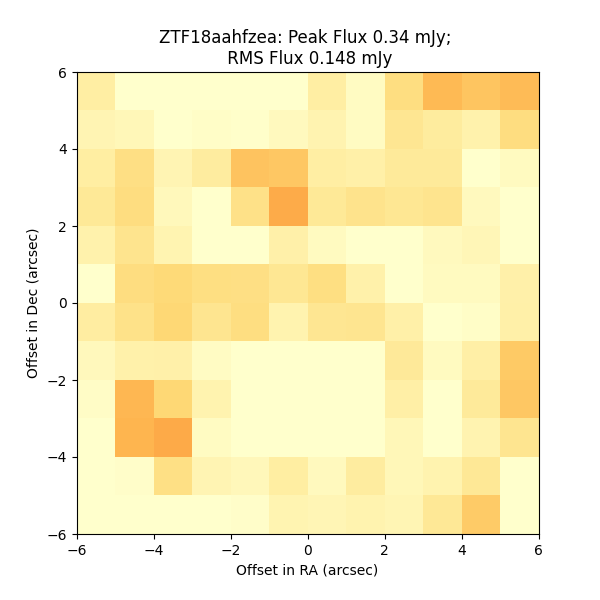 ZTF18aahfzea: Peak Flux 0.34 mJy;
RMS Flux 0.148 mJy
6
4
2
0
−2
−4
−6
Offset in Dec (arcsec)
−6 −4 −2 0 2 4 6
Offset in RA (arcsec)